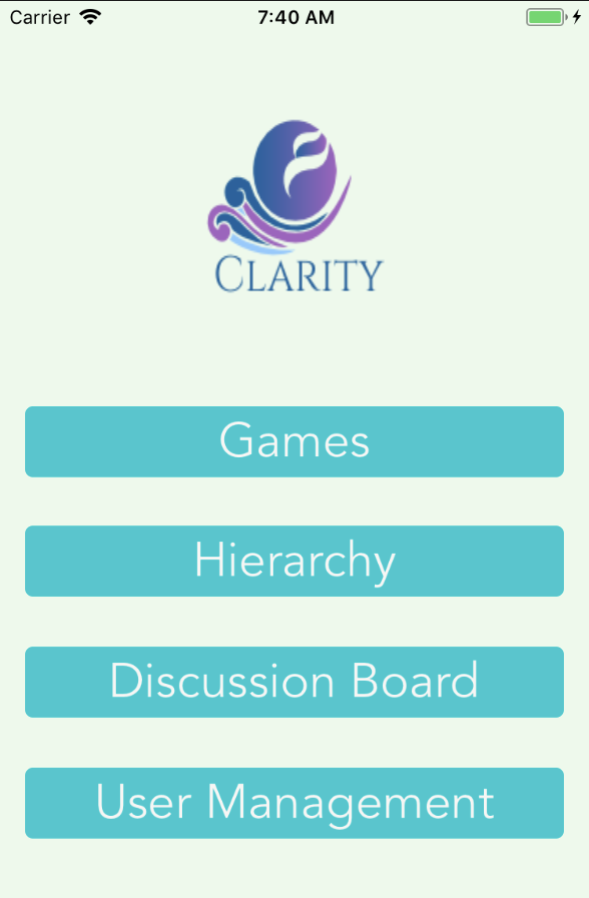 Carrier 7:40 AM
CLARITY
Games
Hierarchy
Discussion Board
User Management